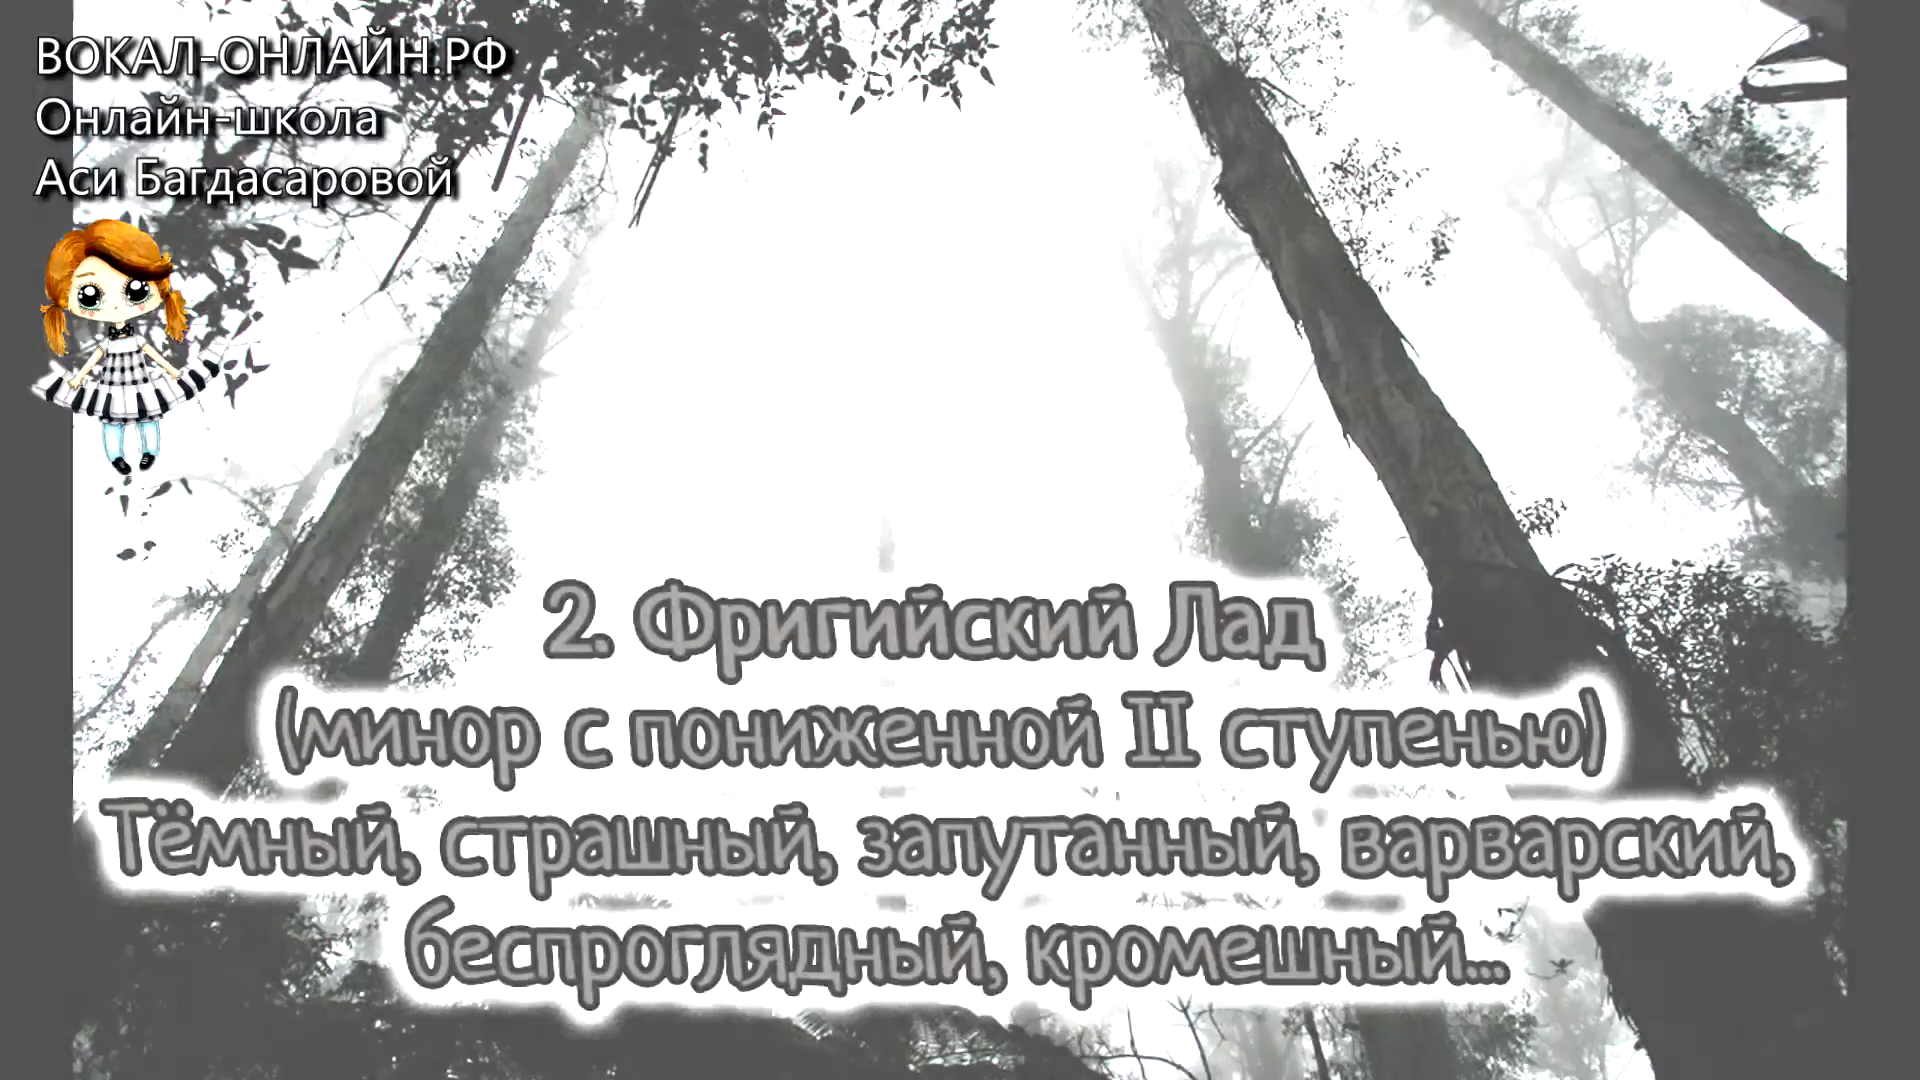 ВОКАЛ-ОНЛАЙН.РФ
Онлайн-школа
Аси Багдасаровой
2. Фригийский Лад
(минор с пониженной II ступенью)
Тёмный, страшный, запутанный, варварский,
беспроглядный, кромешный...